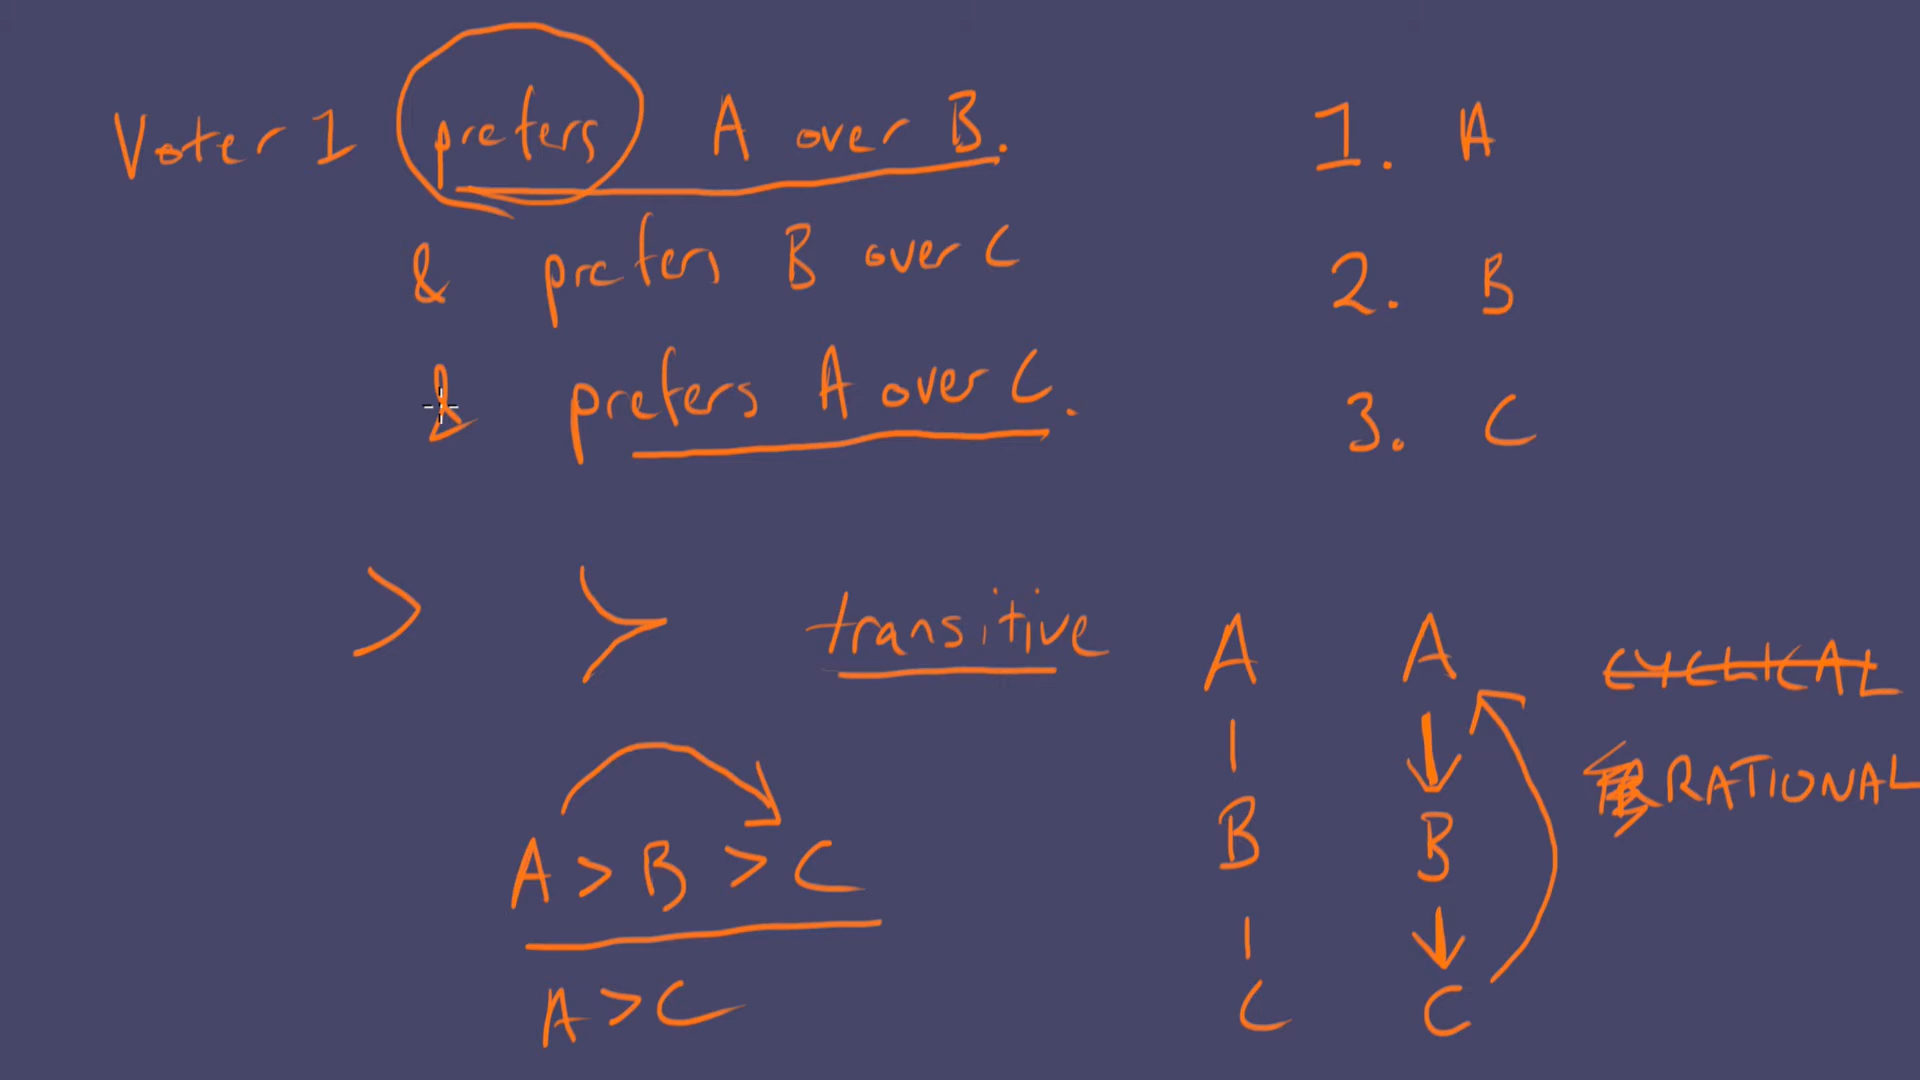 Voter 1 prefers A over B.
& prefers B over C
& prefers A over C.
1. A
2. B
3. C
> ≻ transitive
A > B > C
A > C
A
B
C
A
B
C
CYCLICAL
RATIONAL